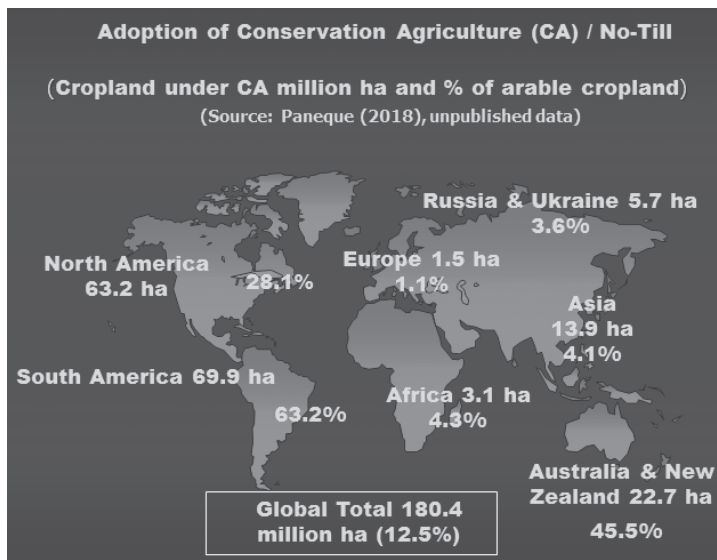 Adoption of Conservation Agriculture (CA) / No-Till
(Cropland under CA million ha and % of arable cropland)
(Source: Paneque (2018), unpublished data)
Russia & Ukraine 5.7 ha
3.6%
North America
63.2 ha
28.1%
Europe 1.5 ha
1.1%
Asia
13.9 ha
4.1%
South America 69.9 ha
63.2%
Africa 3.1 ha
4.3%
Australia & New
Zealand 22.7 ha
45.5%
Global Total 180.4
million ha (12.5%)